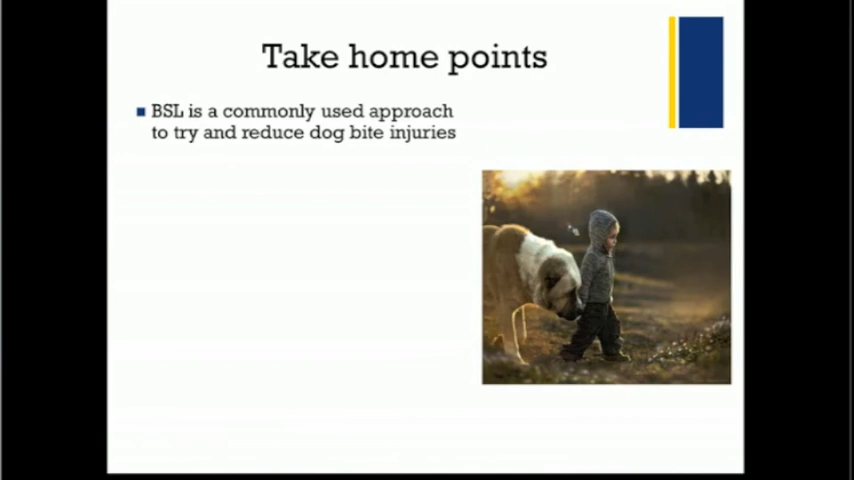 Take home points
BSL is a commonly used approach
to try and reduce dog bite injuries